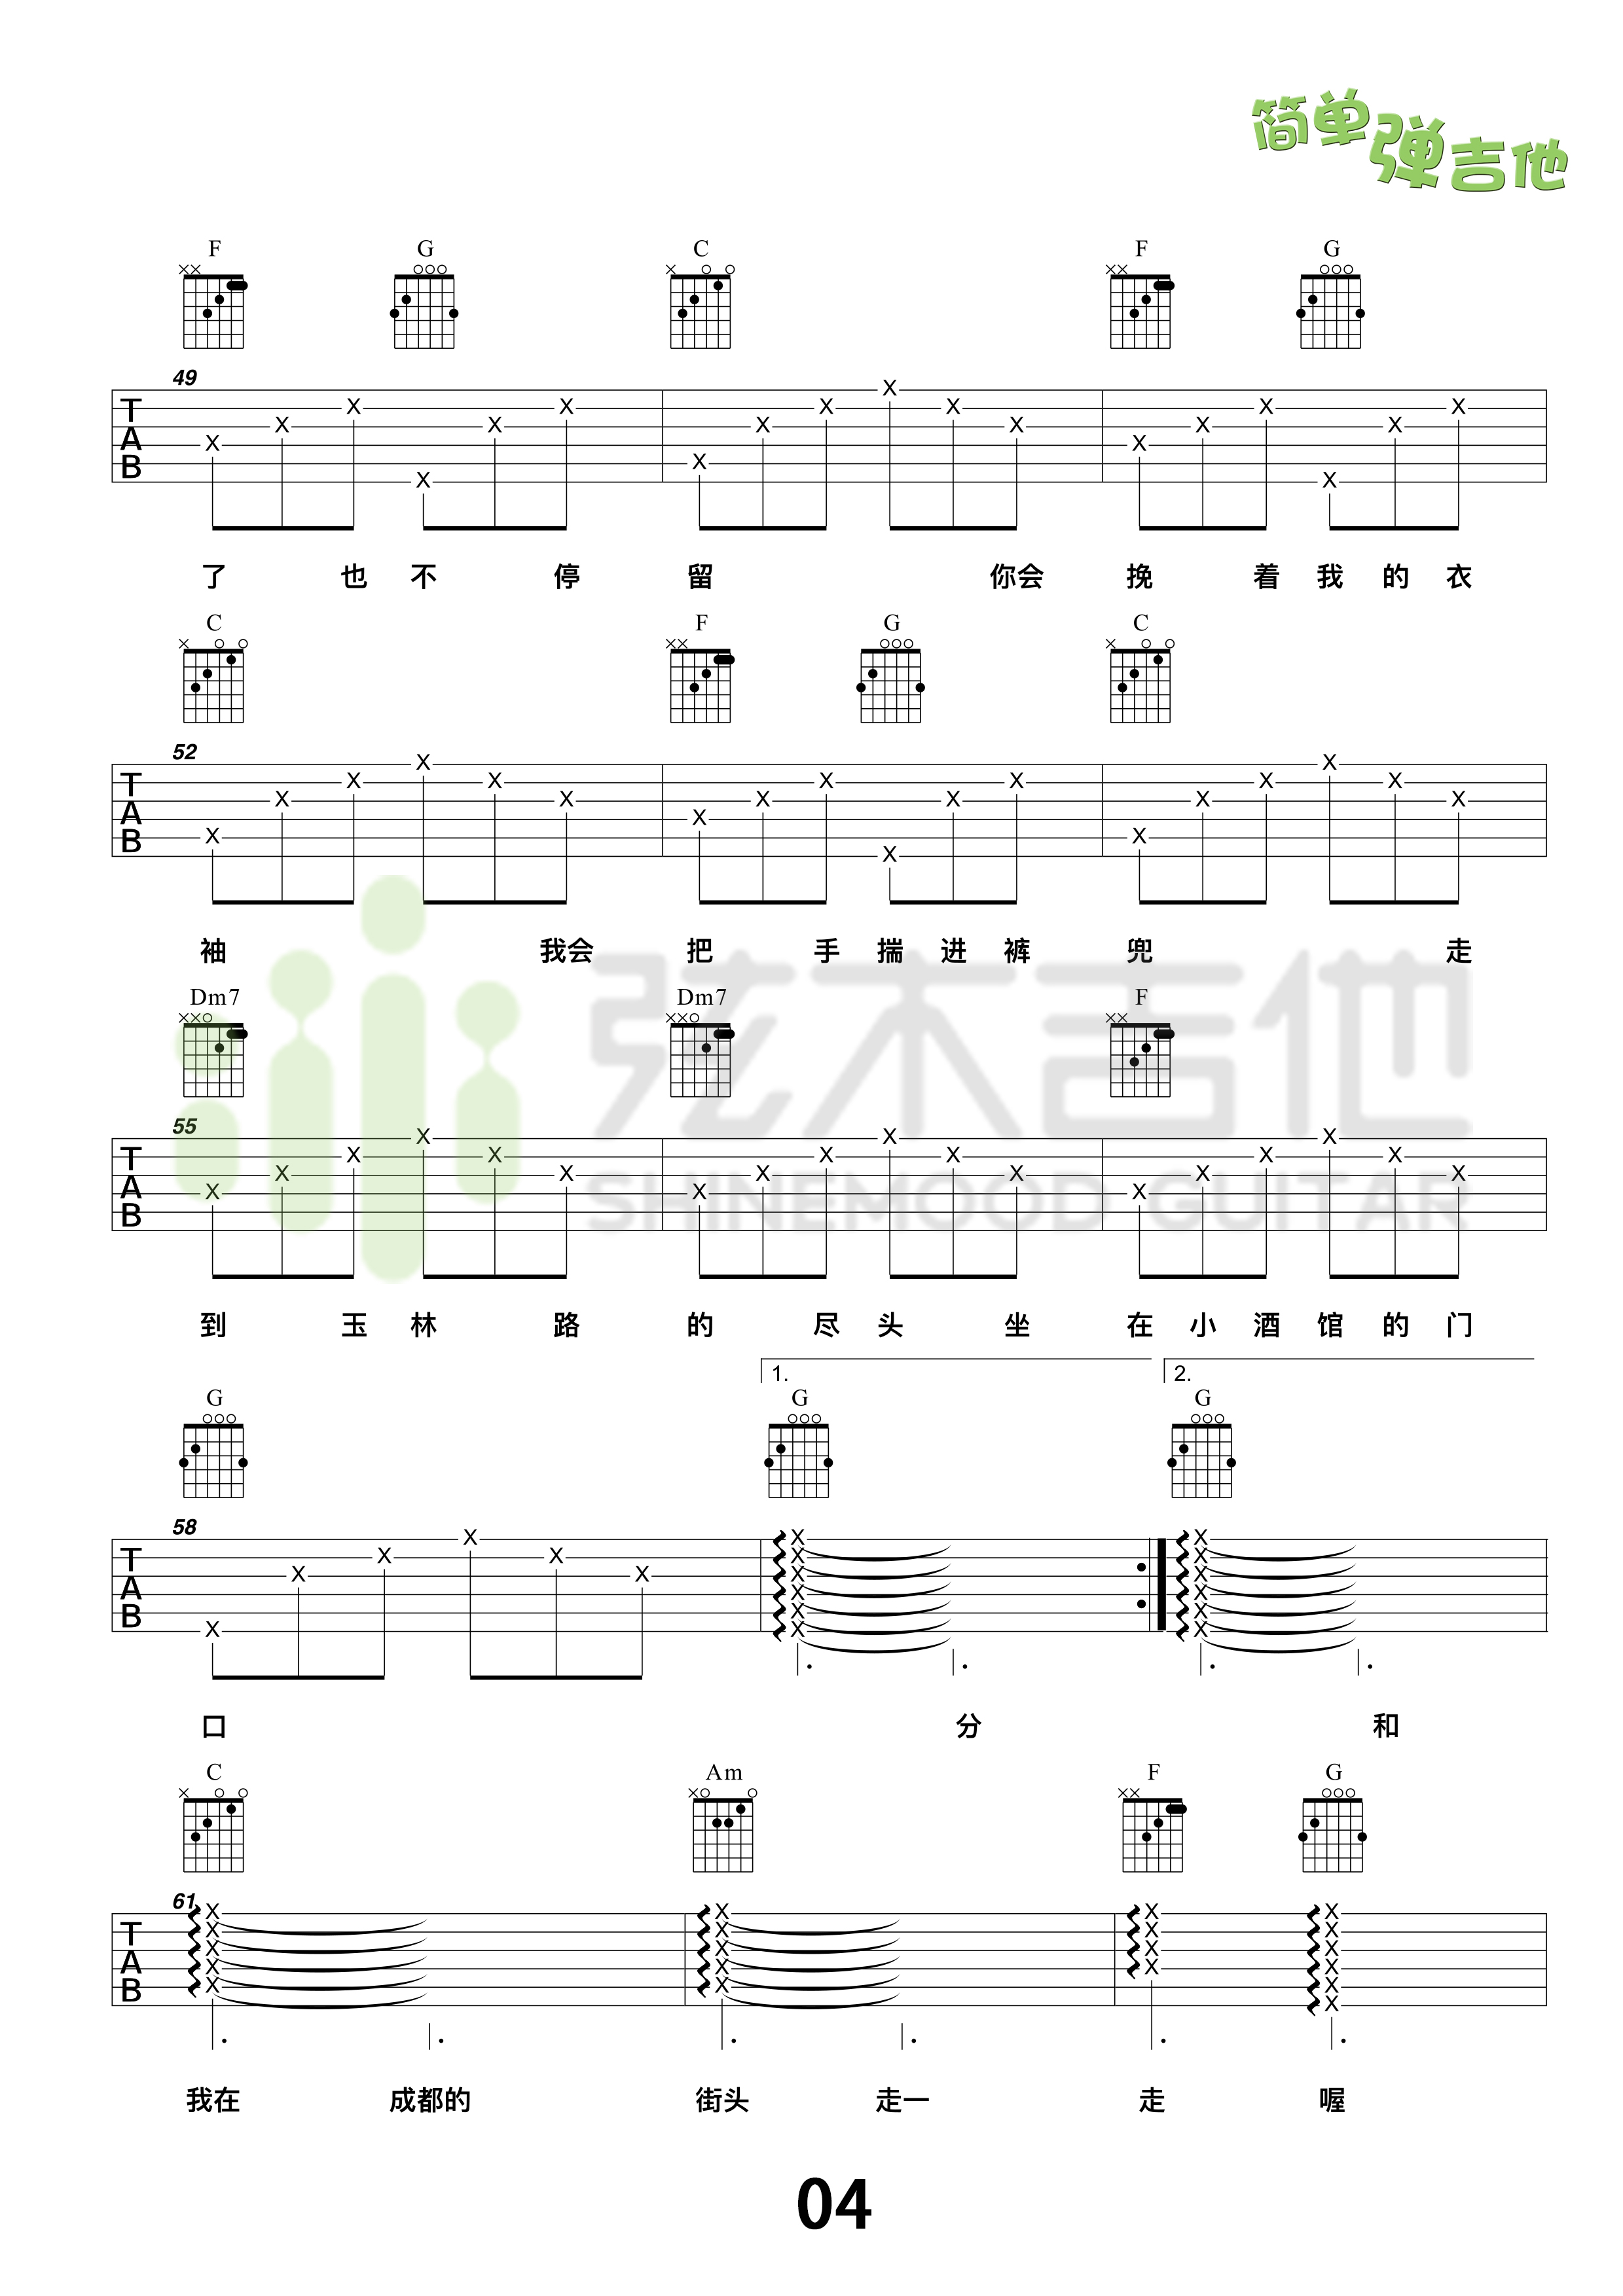 简单弹吉他
F G C F G
49
T
A
B
了 也 不 停 留 你会 挽 着 我 的 衣
C F G C
52
T
A
B
袖 我会 把 手 揣 进 裤 兜 走
弦木吉他
SHINEMOOD GUITAR
Dm7 Dm7 F
55
T
A
B
到 玉 林 路 的 尽 头 坐 在 小 酒 馆 的 门
1. 2.
G G G
58
T
A
B
口 分 和
C Am F G
61
T
A
B
我在 成都的 街头 走一 走 喔
04